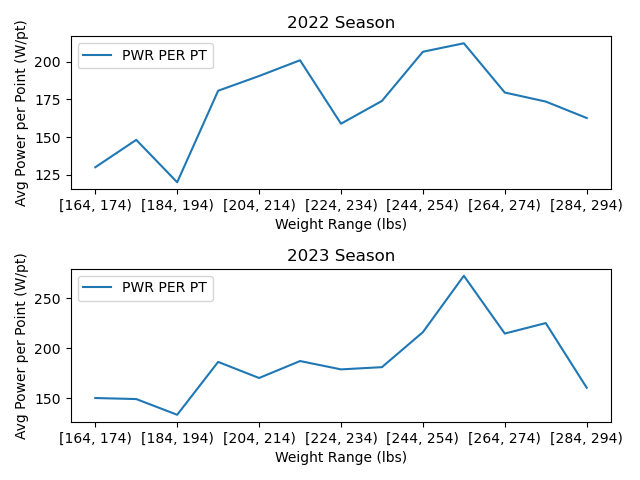 2022 Season
Avg Power per Point (W/pt)
PWR PER PT
200
175
150
125
[164, 174) [184, 194) [204, 214) [224, 234) [244, 254) [264, 274) [284, 294)
Weight Range (lbs)
2023 Season
Avg Power per Point (W/pt)
PWR PER PT
250
200
150
[164, 174) [184, 194) [204, 214) [224, 234) [244, 254) [264, 274) [284, 294)
Weight Range (lbs)